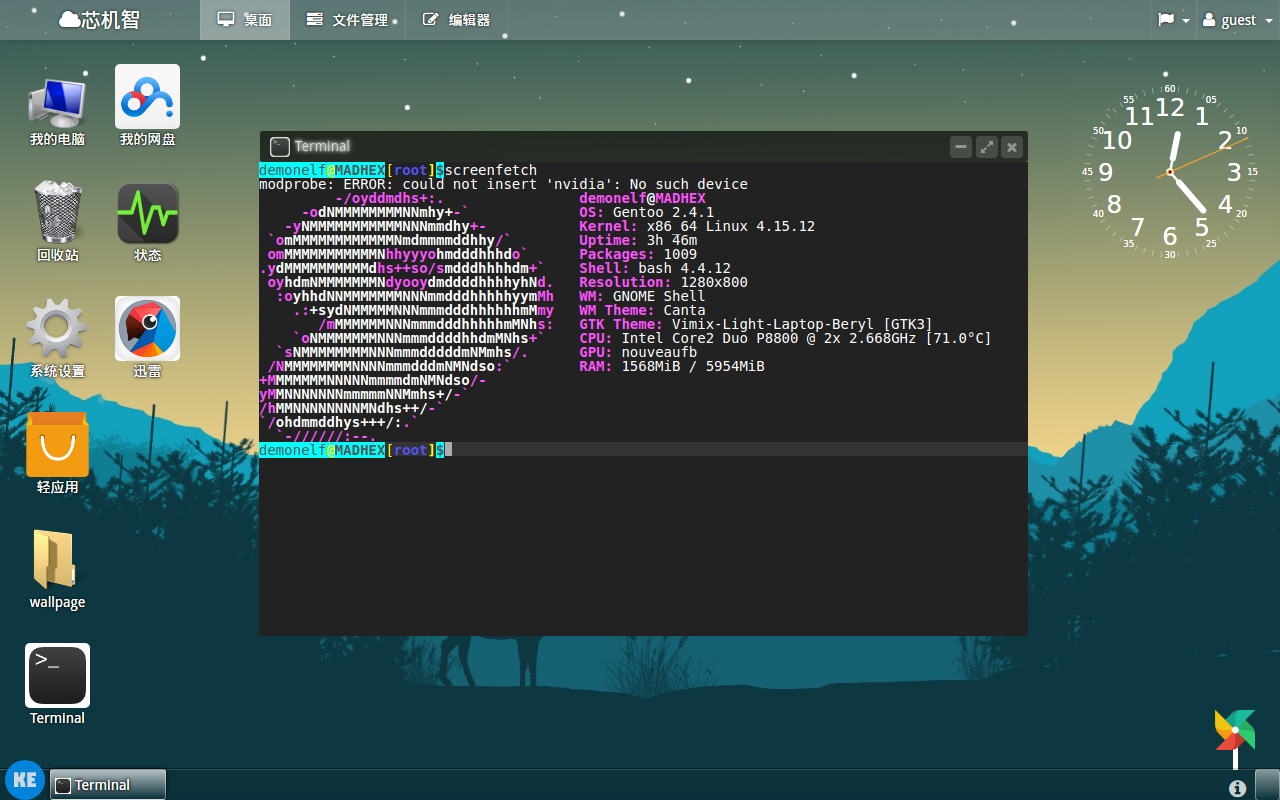 芯机智
桌面
文件管理
编辑器
guest
我的电脑
我的网盘
回收站
状态
系统设置
迅雷
轻应用
wallpage
>_
Terminal
Terminal
demonelf@MADHEX[root]$screenfetch
modprobe: ERROR: could not insert 'nvidia': No such device
-/oyddmdhs+:.
demonelf@MADHEX
-odNMMMMMMMMNNmhy+-`
OS: Gentoo 2.4.1
-yNMMMMMMMMMMMNNNmmdhy+-
Kernel: x86_64 Linux 4.15.12
`omMMMMMMMMMMMMNmdmmmmddhhy/`
Uptime: 3h 46m
omMMMMMMMMMMMNhhyyyohmdddhhhdo`
Packages: 1009
.ydMMMMMMMMMMdhs++so/smdddhhhhdm+`
Shell: bash 4.4.12
oyhdmNMMMMMMMNdyooydmddddhhhhyhNd.
Resolution: 1280x800
:oyhhdNNMMMMMMMNNNmmdddhhhhhyymMh
WM: GNOME Shell
.:+sydNMMMMMNNNmmmdddhhhhhhmMmy
WM Theme: Canta
/mMMMMMMNNNmmmdddhhhhhmMNhs:
GTK Theme: Vimix-Light-Laptop-Beryl [GTK3]
`oNMMMMMMMNNNmmmddddhhdmMNhs+`
CPU: Intel Core2 Duo P8800 @ 2x 2.668GHz [71.0°C]
`sNMMMMMMMMNNNmmmdddddmNMmhs/.
GPU: nouveaufb
/NMMMMMMMMNNNNmmmdddmNMNdso:`
RAM: 1568MiB / 5954MiB
+MMMMMMMNNNNNmmmmdmNMNdso/-
yMMNNNNNNNmmmmmNNMmhs+/-`
/hMMNNNNNNNNMNdhs++/-`
`/ohdmmddhys+++/:.`
`-//////:--.
demonelf@MADHEX[root]$
60 05 10 15 20 25 30 35 40 45 50 55
12 1 2 3 4 5 6 7 8 9 10 11
KE
Terminal